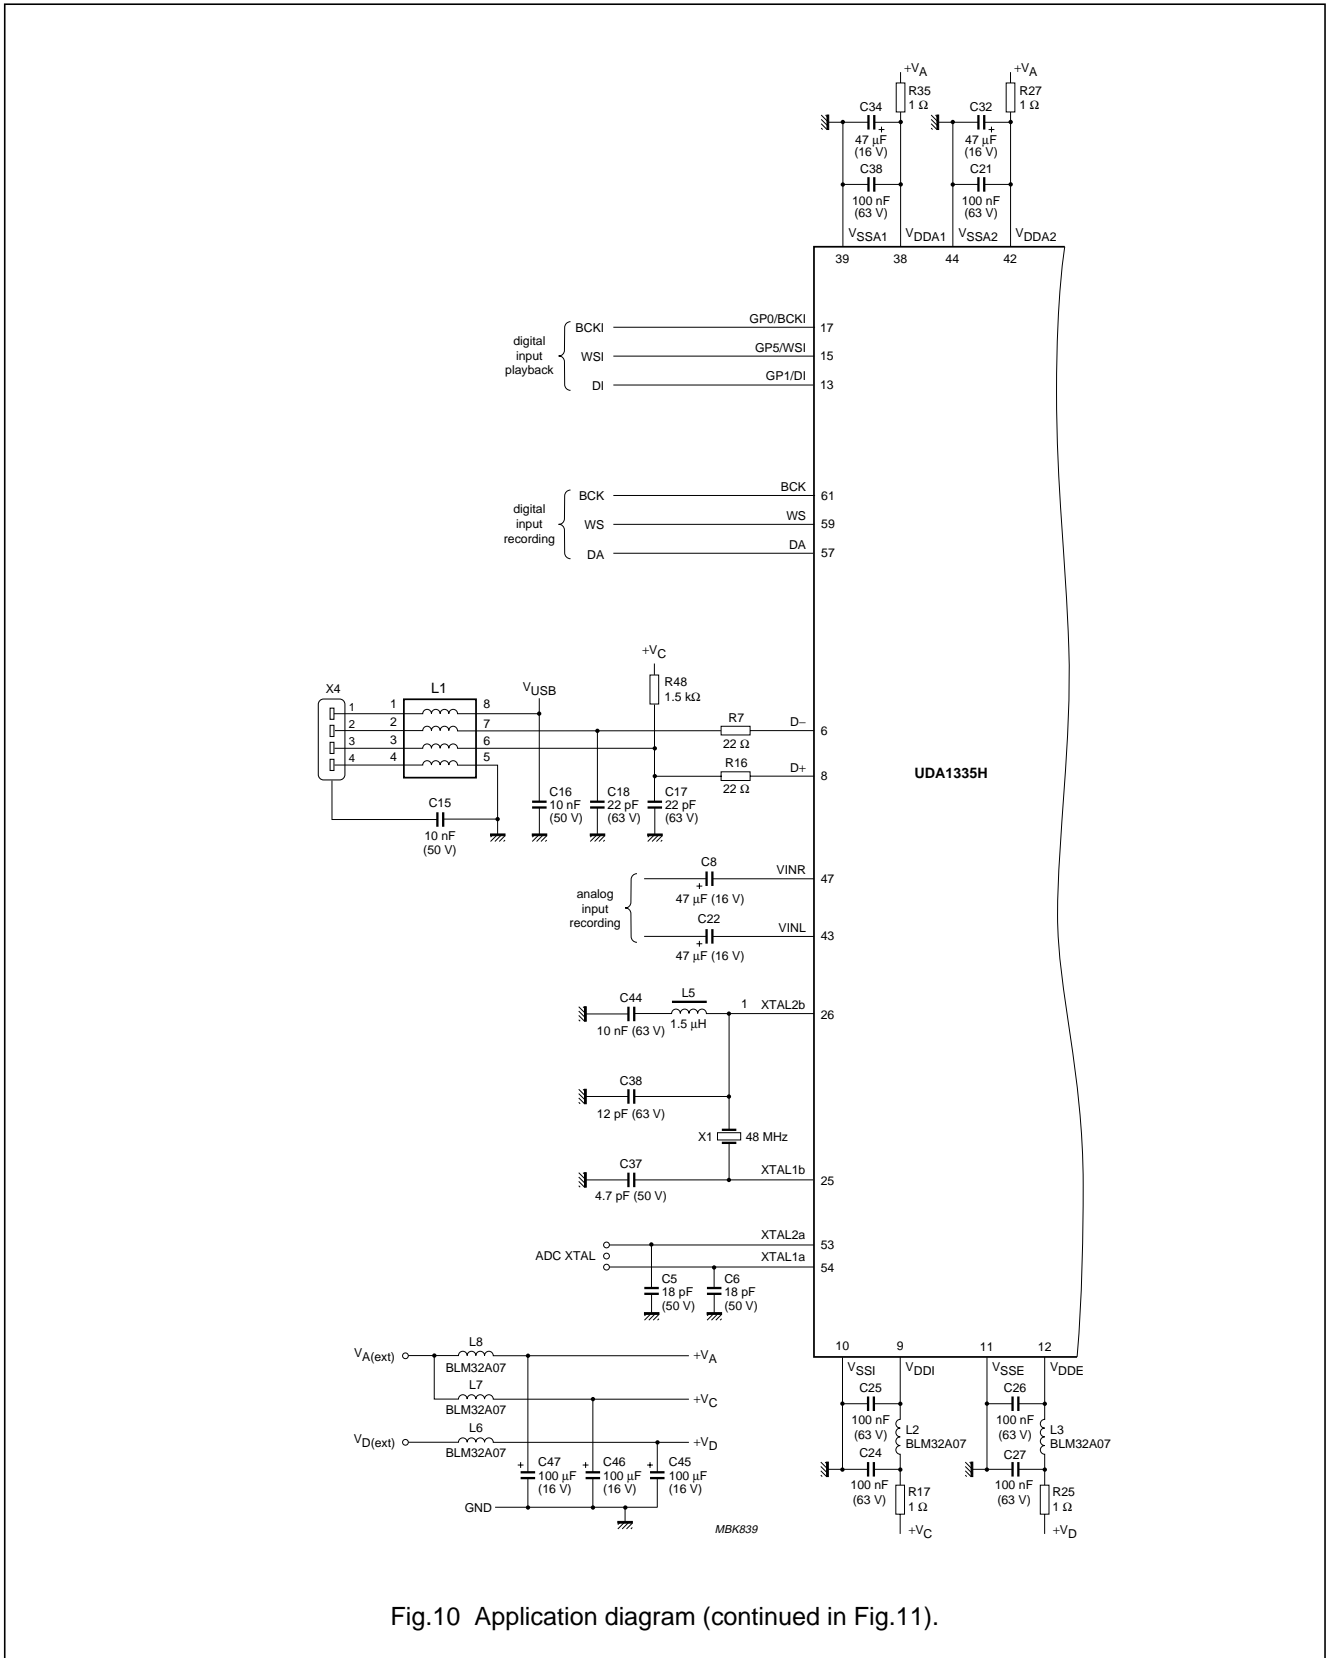 +VA +VA
R35 R27
1 Ω 1 Ω
C34 C32
+ +
47 µF 47 µF
(16 V) (16 V)
C38 C21
100 nF 100 nF
(63 V) (63 V)
VSSA1 VDDA1 VSSA2 VDDA2
39 38 44 42
digital
input
playback
BCKI GP0/BCKI 17
WSI GP5/WSI 15
DI GP1/DI 13
digital
input
recording
BCK BCK 61
WS WS 59
DA DA 57
+VC
R48
1.5 kΩ
X4 L1 VUSB
1 1 8
2 2 7
3 3 6
4 4 5
R7 D− 6
22 Ω
R16 D+ 8
22 Ω
UDA1335H
C15
10 nF
(50 V)
C16 C18 C17
10 nF 22 pF 22 pF
(50 V) (63 V) (63 V)
analog
input
recording
C8 VINR 47
+
47 µF (16 V)
C22 VINL 43
+
47 µF (16 V)
C44 L5 1 XTAL2b 26
10 nF (63 V) 1.5 µH
C38
12 pF (63 V)
X1 48 MHz
C37 XTAL1b 25
4.7 pF (50 V)
XTAL2a 53
ADC XTAL
XTAL1a 54
C5 C6
18 pF 18 pF
(50 V) (50 V)
VA(ext) L8 +VA
BLM32A07
L7 +VC
BLM32A07
VD(ext) L6 +VD
BLM32A07
+ + +
C47 C46 C45
100 µF 100 µF 100 µF
(16 V) (16 V) (16 V)
GND
10 9 11 12
VSSI VDDI VSSE VDDE
C25 C26
100 nF 100 nF
(63 V) (63 V)
L2 L3
BLM32A07 BLM32A07
C24 C27
100 nF 100 nF
(63 V) (63 V)
R17 R25
1 Ω 1 Ω
+VC +VD
MBK839
Fig.10 Application diagram (continued in Fig.11).